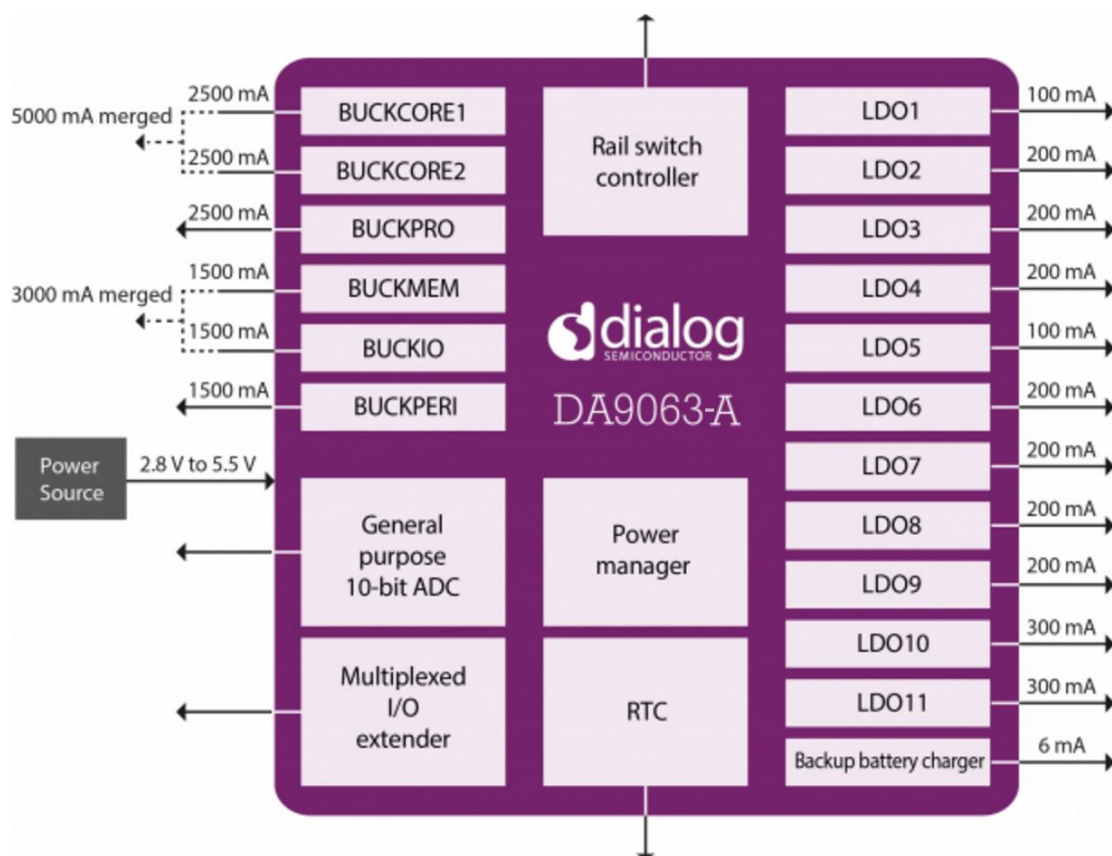 2500 mA
5000 mA merged
2500 mA
2500 mA
1500 mA
3000 mA merged
1500 mA
1500 mA
Power
Source
2.8 V to 5.5 V
BUCKCORE1
BUCKCORE2
BUCKPRO
BUCKMEM
BUCKIO
BUCKPERI
General
purpose
10-bit ADC
Multiplexed
I/O
extender
Rail switch
controller
dialog
SEMICONDUCTOR
DA9063-A
Power
manager
RTC
LDO1
100 mA
LDO2
200 mA
LDO3
200 mA
LDO4
200 mA
LDO5
100 mA
LDO6
200 mA
LDO7
200 mA
LDO8
200 mA
LDO9
200 mA
LDO10
300 mA
LDO11
300 mA
Backup battery charger
6 mA